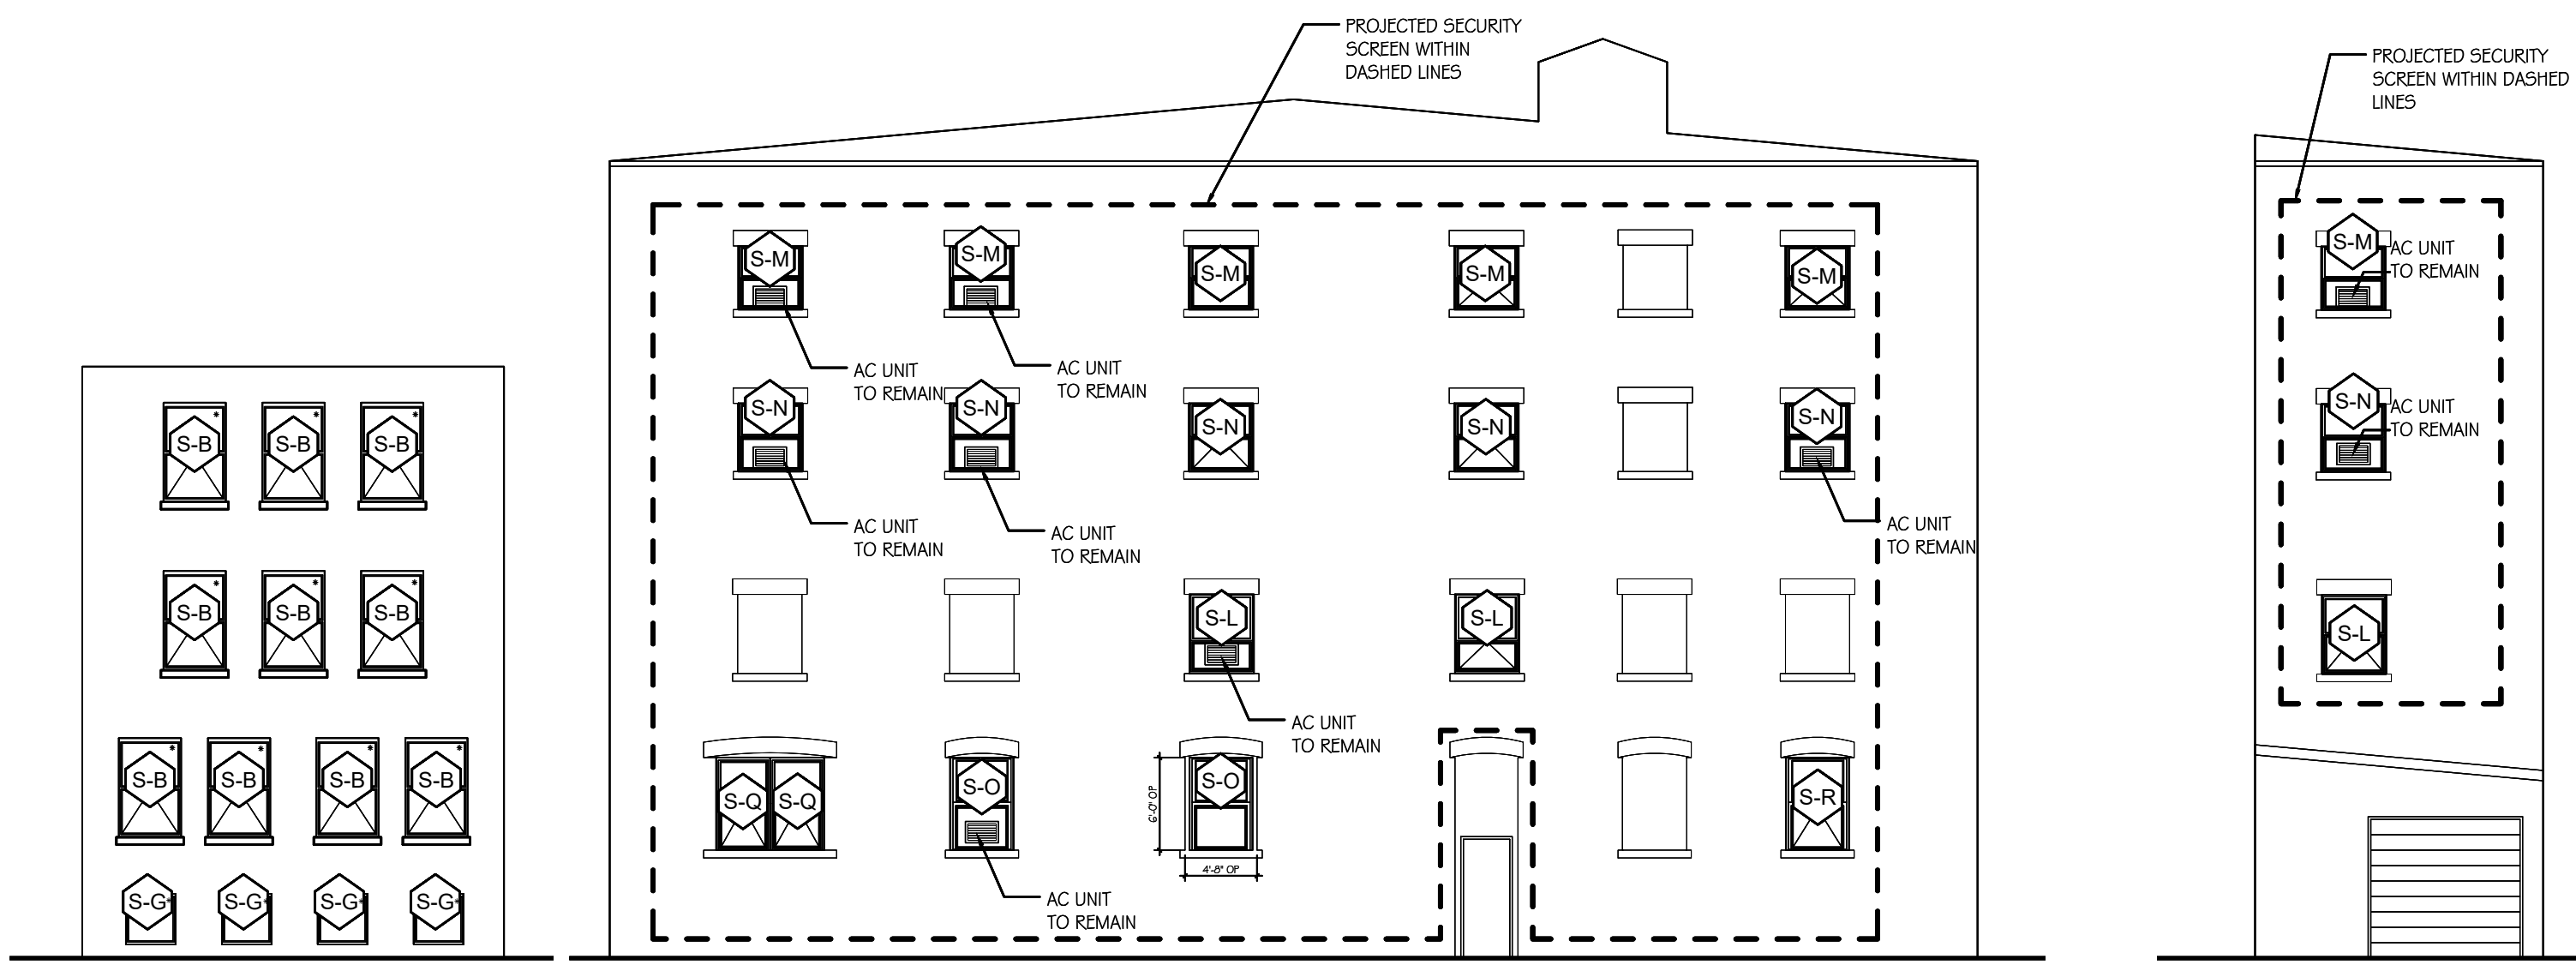 PROJECTED SECURITY
SCREEN WITHIN
DASHED LINES
PROJECTED SECURITY
SCREEN WITHIN DASHED
LINES
S-M
S-M
S-M
S-M
S-M
S-M
AC UNIT
TO REMAIN
AC UNIT
TO REMAIN
AC UNIT
TO REMAIN
S-N
S-N
S-N
S-N
S-N
S-N
AC UNIT
TO REMAIN
AC UNIT
TO REMAIN
AC UNIT
TO REMAIN
AC UNIT
TO REMAIN
* * *
S-B
S-B
S-B
* * *
S-B
S-B
S-B
S-L
S-L
S-L
AC UNIT
TO REMAIN
* * * *
S-B
S-B
S-B
S-B
S-Q
S-Q
S-O
S-O
S-R
6'-0" OP
4'-8" OP
AC UNIT
TO REMAIN
S-G*
S-G*
S-G*
S-G*